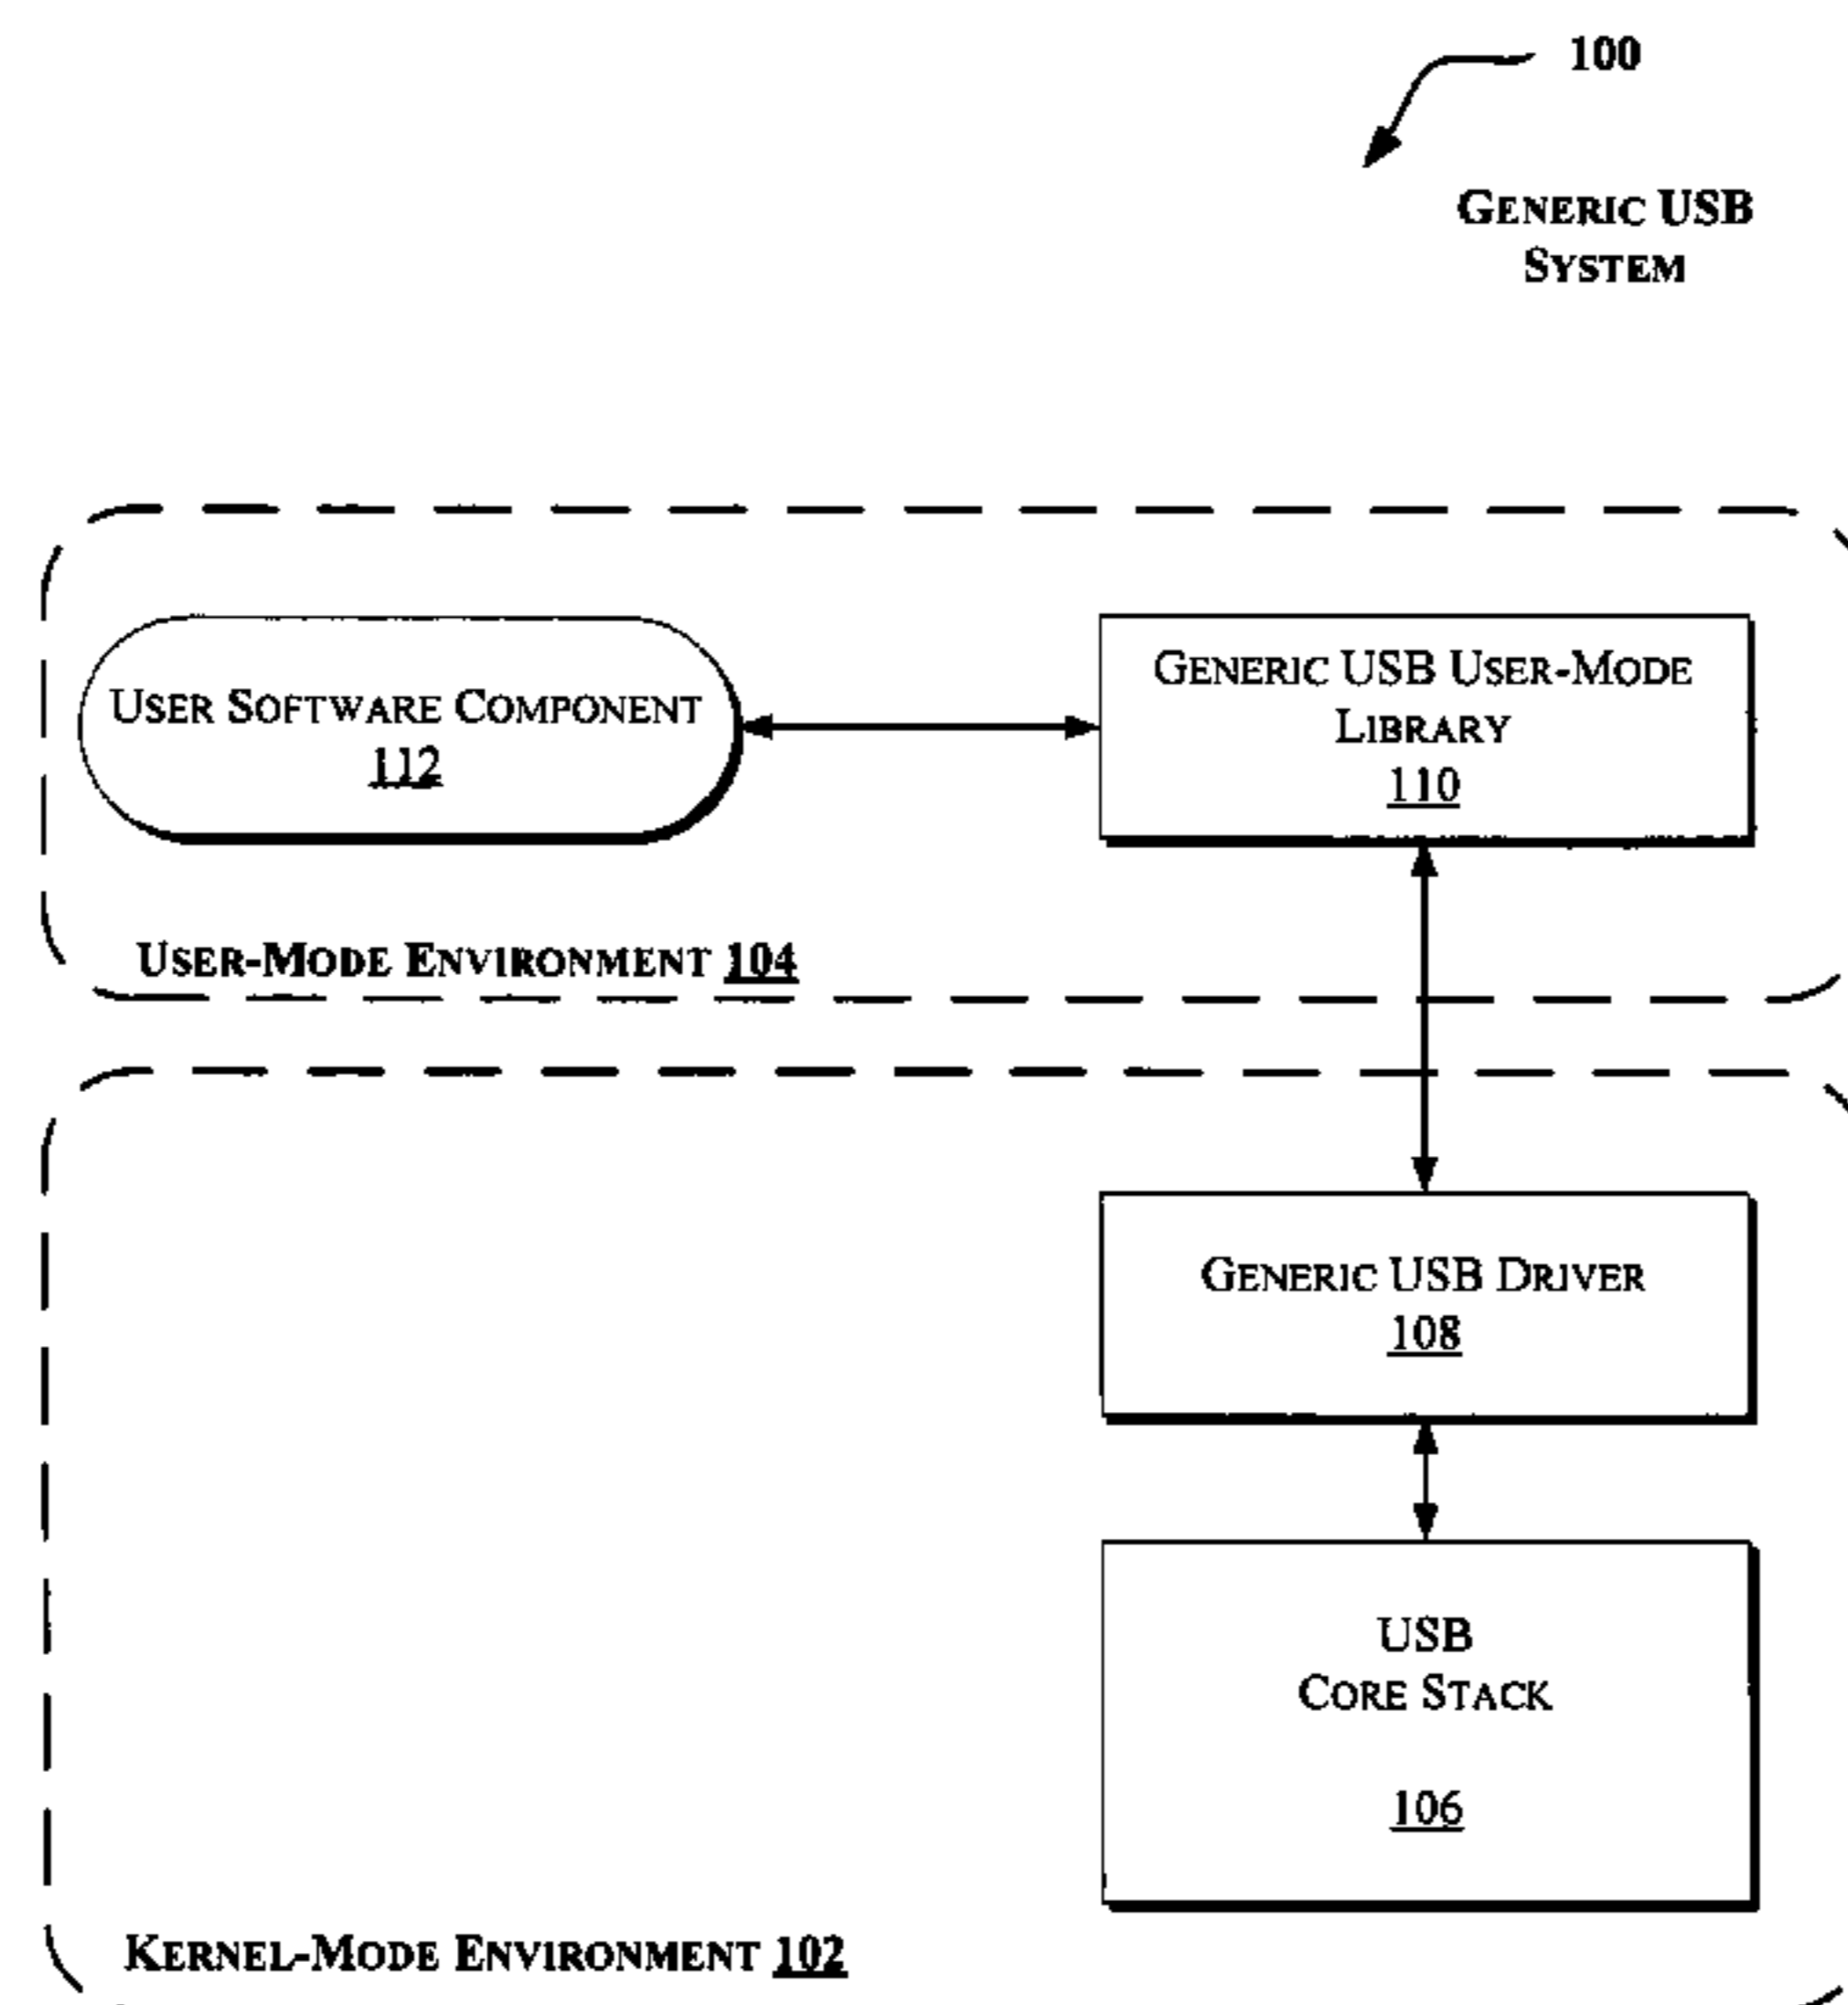 100
GENERIC USB
SYSTEM
USER SOFTWARE COMPONENT
112
GENERIC USB USER-MODE
LIBRARY
110
USER-MODE ENVIRONMENT 104
GENERIC USB DRIVER
108
USB
CORE STACK
106
KERNEL-MODE ENVIRONMENT 102